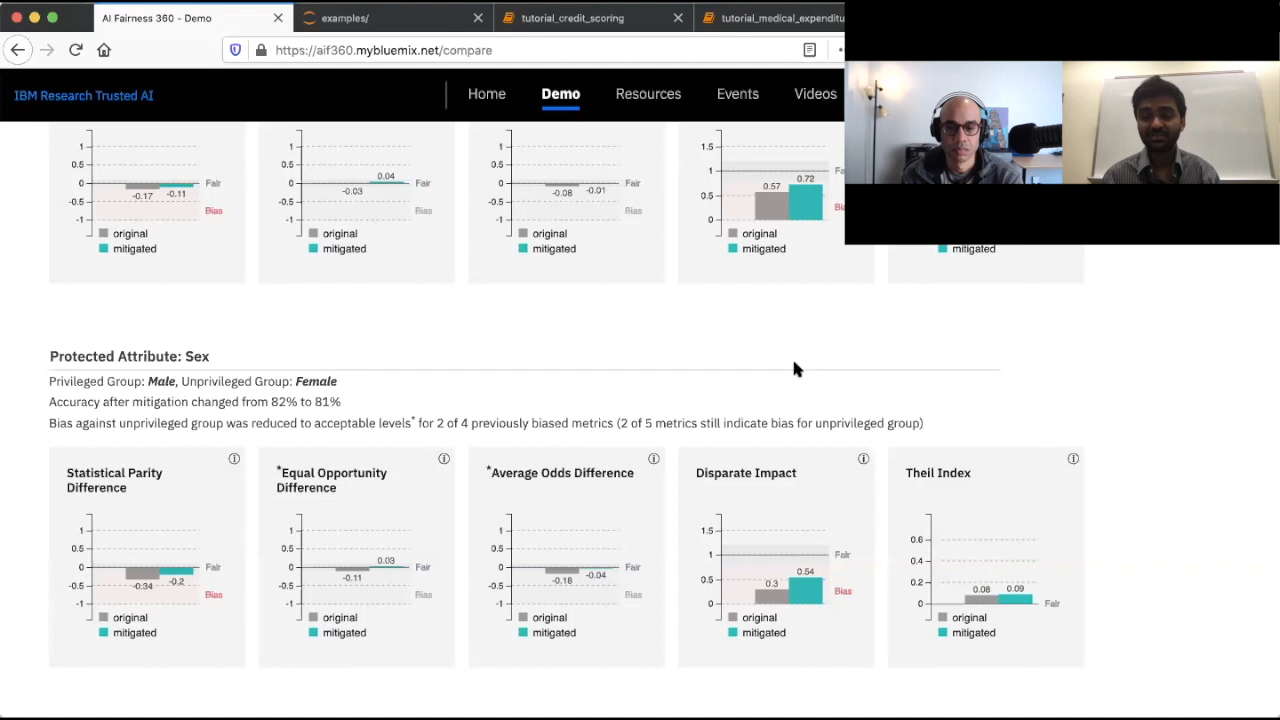 AI Fairness 360 - Demo
examples/
tutorial_credit_scoring
tutorial_medical_expenditu
https://aif360.mybluemix.net/compare
IBM Research Trusted AI
Home
Demo
Resources
Events
Videos
1
0.5
0
-0.5
-1
-0.17
-0.11
Fair
Bias
original
mitigated
1
0.5
0
-0.5
-1
-0.03
0.04
Fair
Bias
original
mitigated
1
0.5
0
-0.5
-1
-0.08
-0.01
Fair
Bias
original
mitigated
1.5
1
0.5
0
0.57
0.72
original
mitigated
mitigated
Protected Attribute: Sex
Privileged Group: Male, Unprivileged Group: Female
Accuracy after mitigation changed from 82% to 81%
Bias against unprivileged group was reduced to acceptable levels* for 2 of 4 previously biased metrics (2 of 5 metrics still indicate bias for unprivileged group)
Statistical Parity
Difference
1
0.5
0
-0.5
-1
-0.34
-0.2
Fair
Bias
original
mitigated
*Equal Opportunity
Difference
1
0.5
0
-0.5
-1
-0.11
0.03
Fair
Bias
original
mitigated
*Average Odds Difference
1
0.5
0
-0.5
-1
-0.18
-0.04
Fair
Bias
original
mitigated
Disparate Impact
1.5
1
0.5
0
0.3
0.54
Fair
Bias
original
mitigated
Theil Index
0.6
0.4
0.2
0
0.08
0.09
Fair
original
mitigated